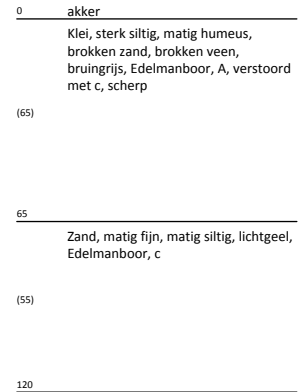 0 akker
Klei, sterk siltig, matig humeus,
brokken zand, brokken veen,
bruingrijs, Edelmanboor, A, verstoord
met c, scherp
(65)
65
Zand, matig fijn, matig siltig, lichtgeel,
Edelmanboor, c
(55)
120